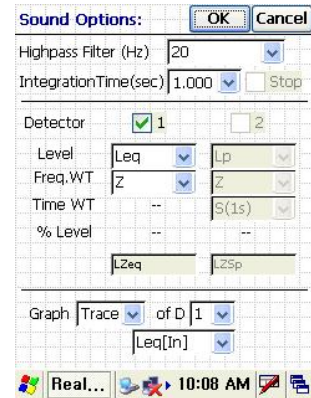 Sound Options: OK Cancel
Highpass Filter (Hz) 20
IntegrationTime(sec) 1.000 Stop
Detector 1 2
Level Leq Lp
Freq.WT Z Z
Time WT -- S(1s)
% Level -- --
LZeq LZSp
Graph Trace of D 1
Leq[In]
Real... 10:08 AM